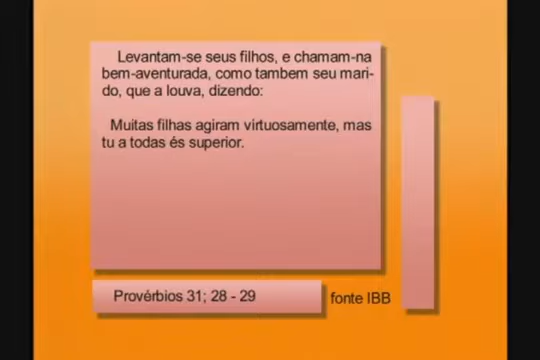 Levantam-se seus filhos, e chamam-na
bem-aventurada, como tambem seu mari-
do, que a louva, dizendo:
Muitas filhas agiram virtuosamente, mas
tu a todas és superior.
Provérbios 31; 28 - 29
fonte IBB